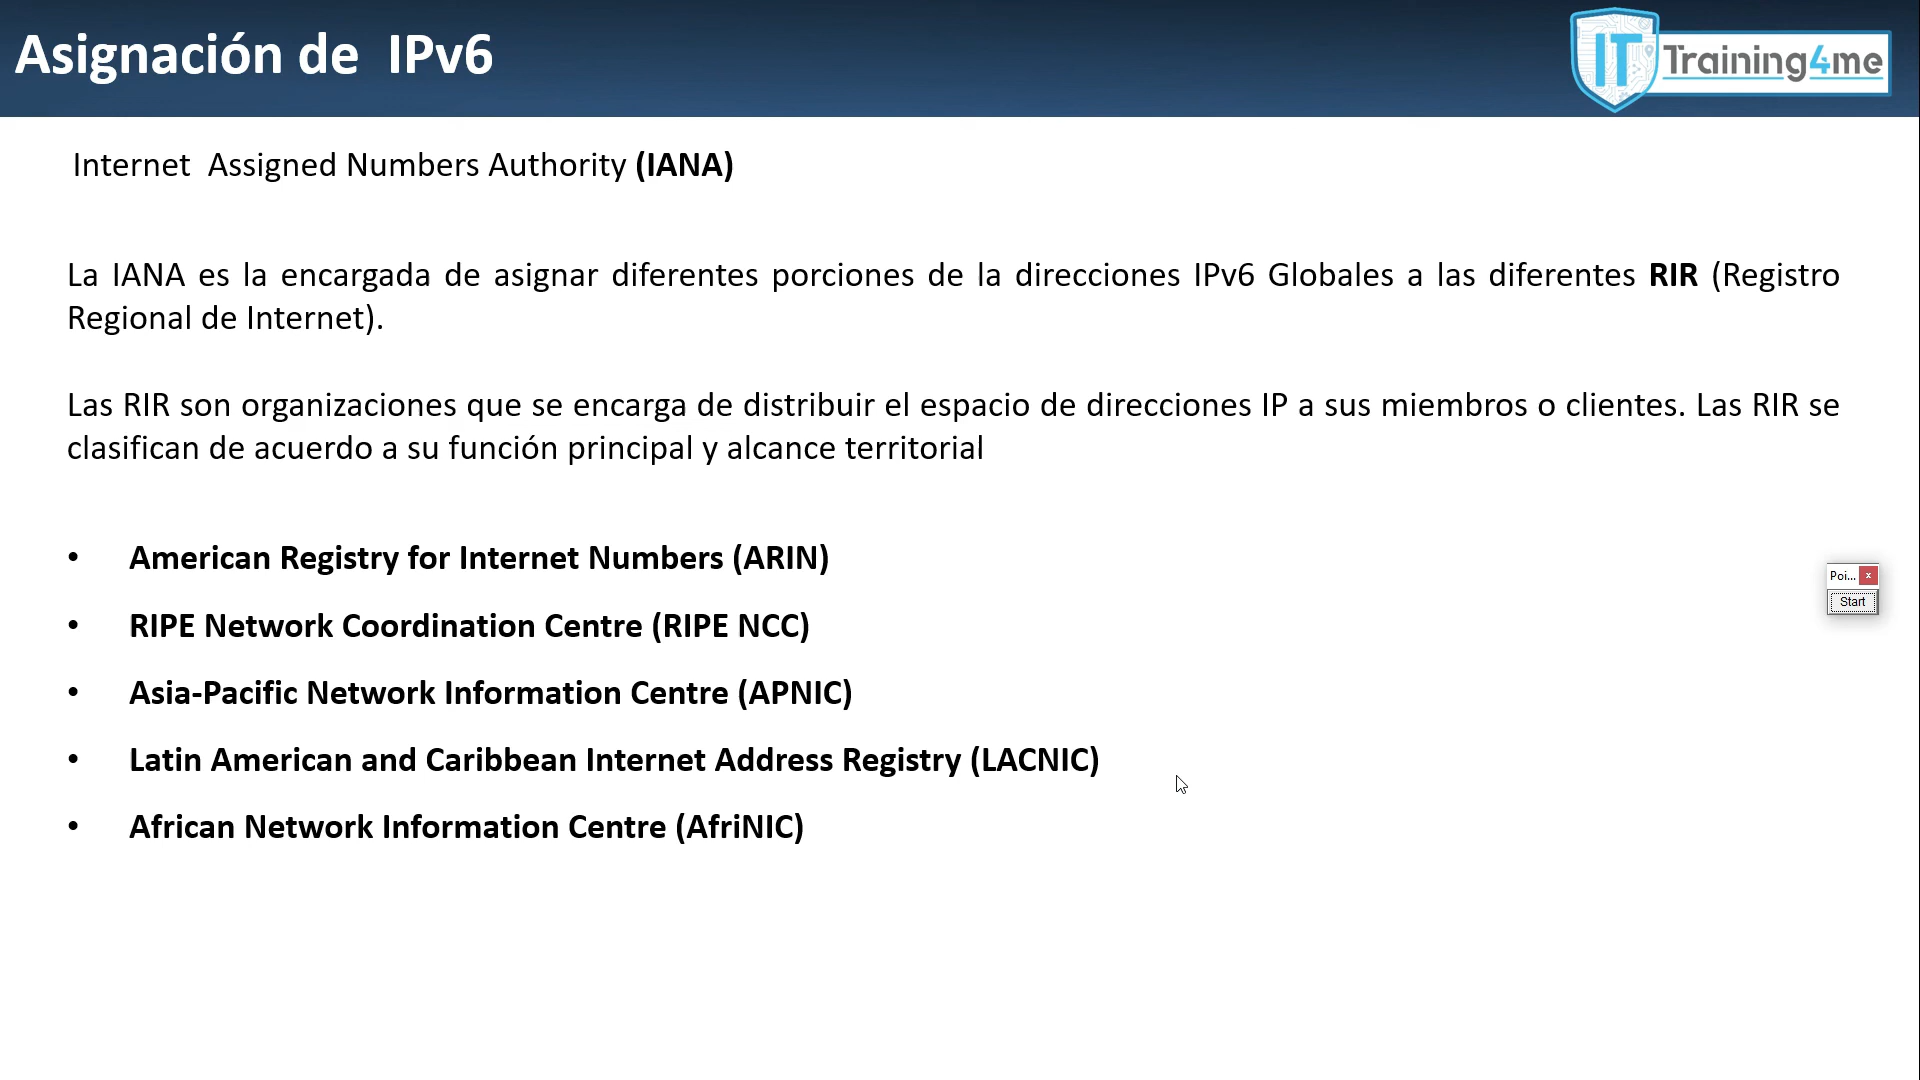 Asignación de  IPv6
IT Training4me
Internet  Assigned Numbers Authority (IANA)
La IANA es la encargada de asignar diferentes porciones de la direcciones IPv6 Globales a las diferentes RIR (Registro
Regional de Internet).
Las RIR son organizaciones que se encarga de distribuir el espacio de direcciones IP a sus miembros o clientes. Las RIR se
clasifican de acuerdo a su función principal y alcance territorial
• American Registry for Internet Numbers (ARIN)
• RIPE Network Coordination Centre (RIPE NCC)
• Asia-Pacific Network Information Centre (APNIC)
• Latin American and Caribbean Internet Address Registry (LACNIC)
• African Network Information Centre (AfriNIC)
Poi... x
Start